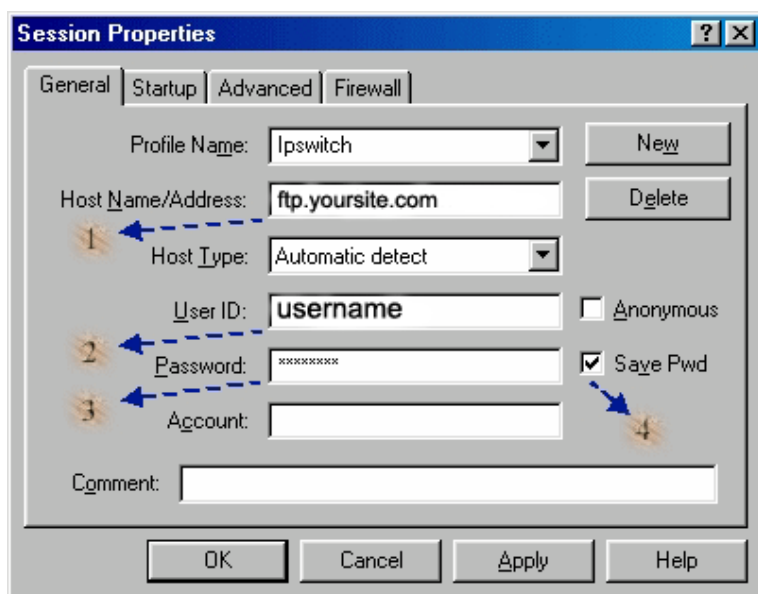 Session Properties
General Startup Advanced Firewall
Profile Name: Ipswitch New
Host Name/Address: ftp.yoursite.com Delete
1
Host Type: Automatic detect
User ID: username Anonymous
2
Password: ******** Save Pwd
3
4
Account:
Comment:
OK Cancel Apply Help